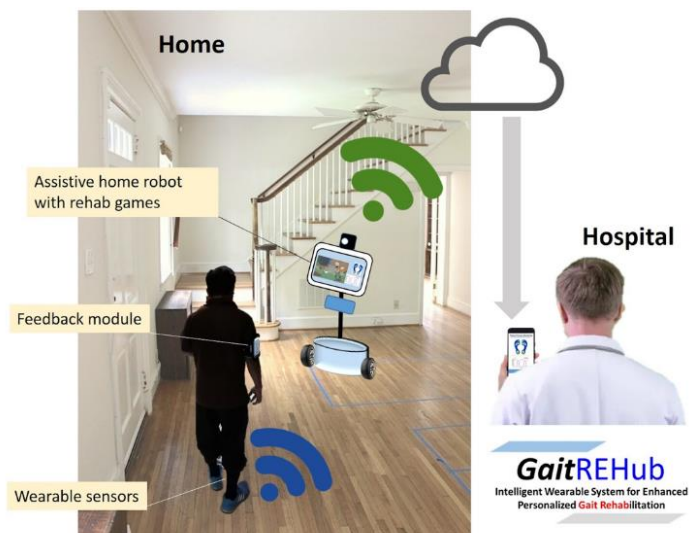 Home
Assistive home robot
with rehab games
Hospital
Feedback module
Wearable sensors
GaitREHub
Intelligent Wearable System for Enhanced
Personalized Gait Rehabilitation